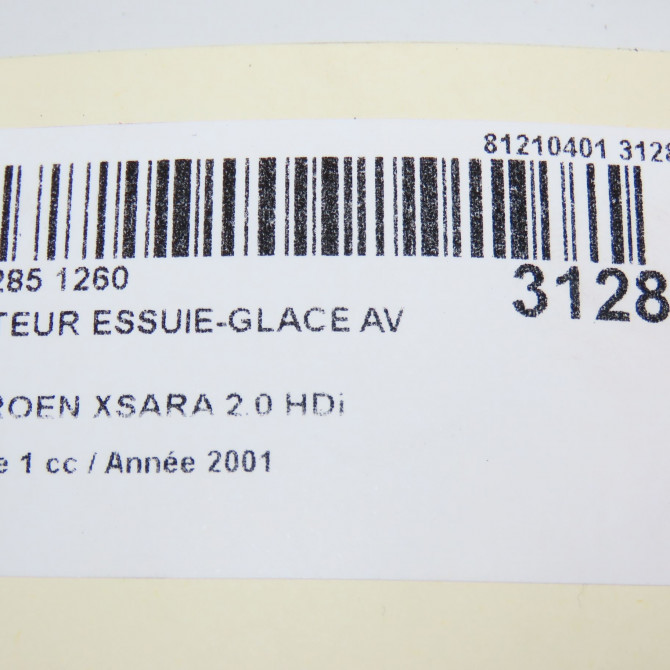 81210401 3128
285 1260
3128
TEUR ESSUIE-GLACE AV
ROEN XSARA 2.0 HDi
e 1 cc / Année 2001